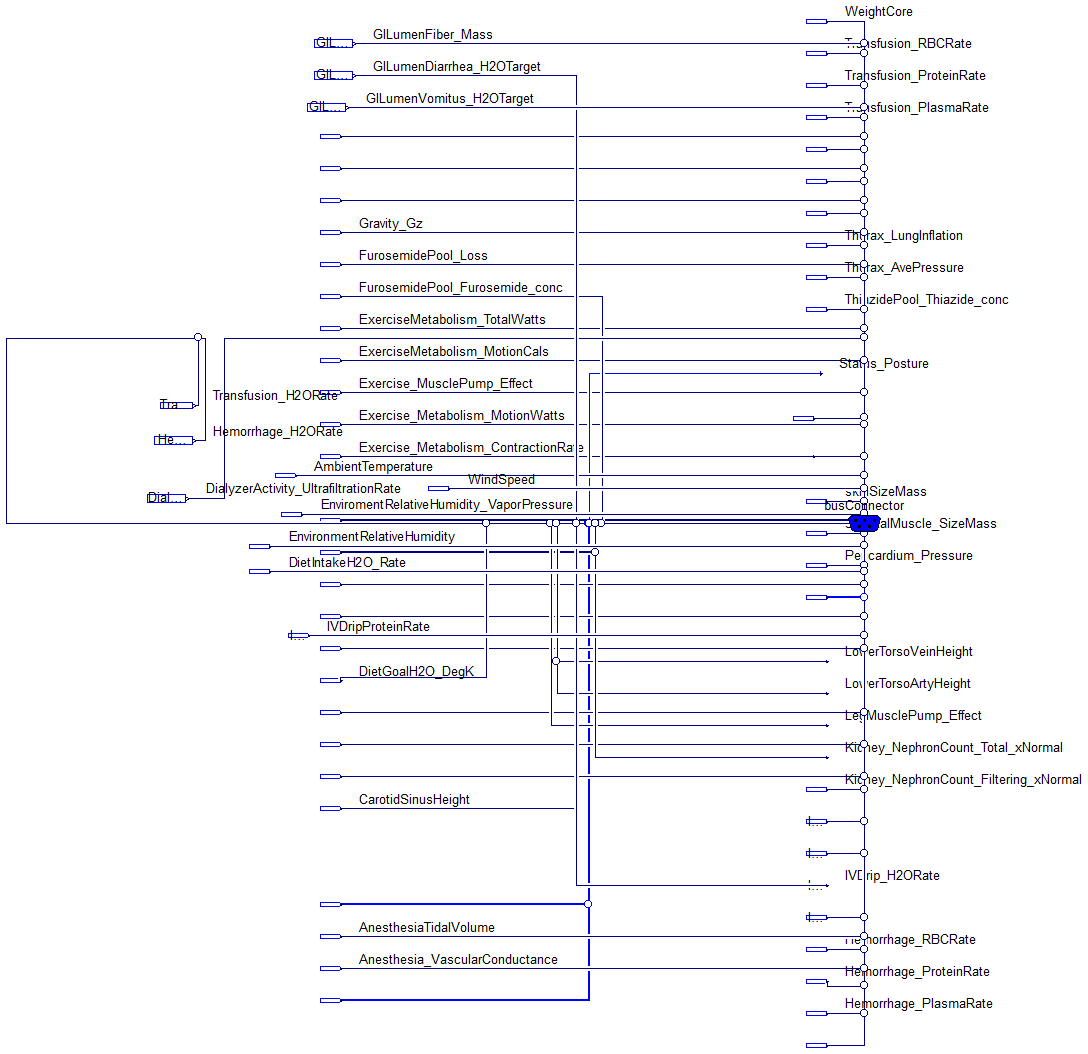 WeightCore
GILumenFiber_Mass
GIL...
Transfusion_RBCRate
GILumenDiarrhea_H2OTarget
GIL...
Transfusion_ProteinRate
GILumenVomitus_H2OTarget
GIL...
Transfusion_PlasmaRate
Gravity_Gz
Thorax_LungInflation
FurosemidePool_Loss
Thorax_AvePressure
FurosemidePool_Furosemide_conc
ThiazidePool_Thiazide_conc
ExerciseMetabolism_TotalWatts
ExerciseMetabolism_MotionCals
Status_Posture
Exercise_MusclePump_Effect
Transfusion_H2ORate
Tra...
Exercise_Metabolism_MotionWatts
Hemorrhage_H2ORate
He...
Exercise_Metabolism_ContractionRate
AmbientTemperature
WindSpeed
DialyzerActivity_UltrafiltrationRate
Dial...
skinSizeMass
EnviromentRelativeHumidity_VaporPressure
busConnector
SkeletalMuscle_SizeMass
EnvironmentRelativeHumidity
Pericardium_Pressure
DietIntakeH2O_Rate
IVDripProteinRate
I...
LowerTorsoVeinHeight
DietGoalH2O_DegK
LowerTorsoArtyHeight
LegMusclePump_Effect
Kidney_NephronCount_Total_xNormal
Kidney_NephronCount_Filtering_xNormal
CarotidSinusHeight
I...
I...
IVDrip_H2ORate
I...
I...
AnesthesiaTidalVolume
Hemorrhage_RBCRate
Anesthesia_VascularConductance
Hemorrhage_ProteinRate
Hemorrhage_PlasmaRate